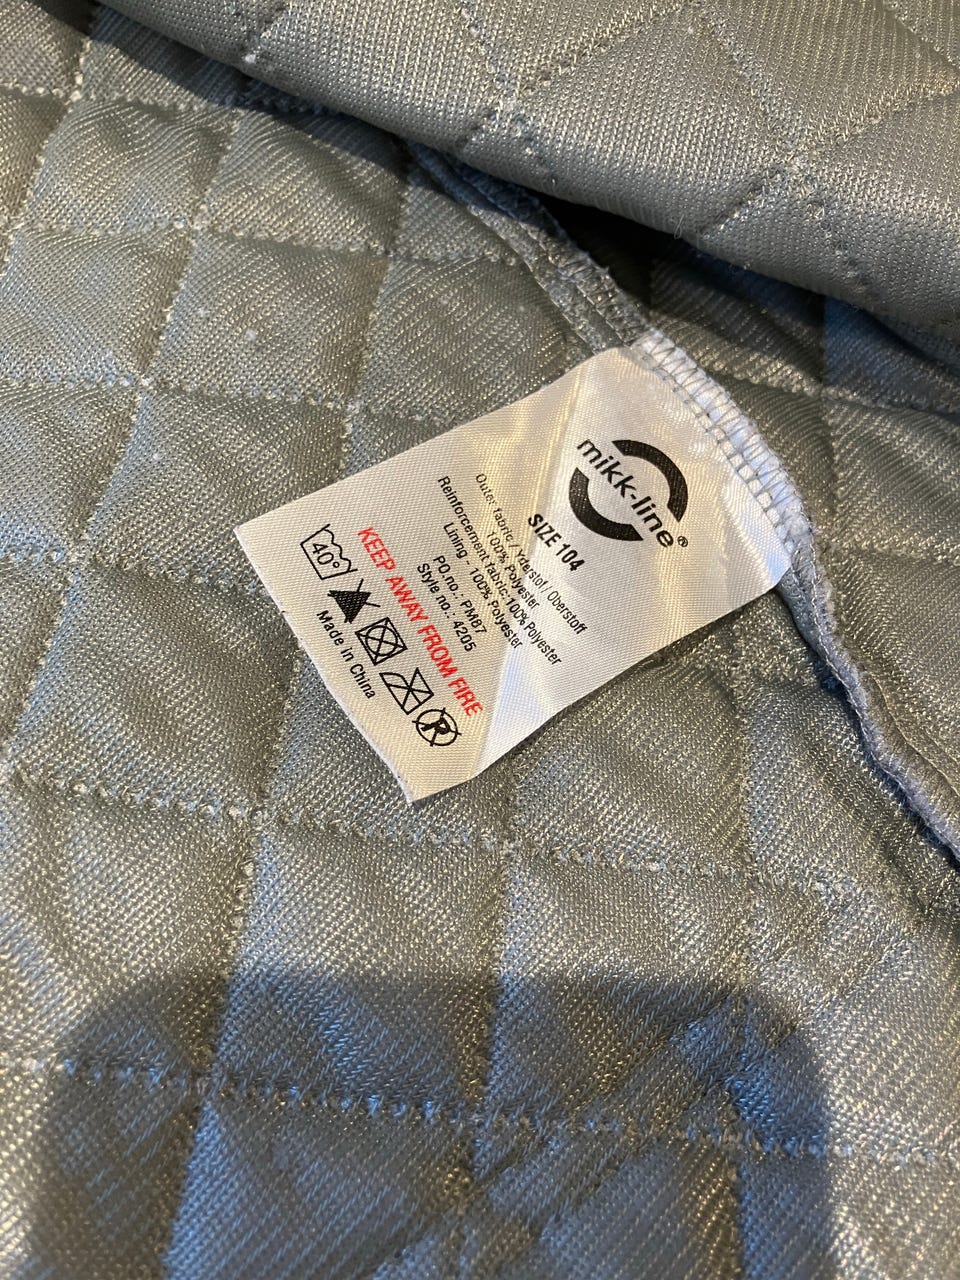 mikk-line®
SIZE 104
Outer fabric / Yderstof / Oberstoff
100% Polyester
Reinforcement fabric-100% Polyester
Lining - 100% Polyester
PO.no.: PM87
Style no.: 4205
KEEP AWAY FROM FIRE
40°
P
Made in China